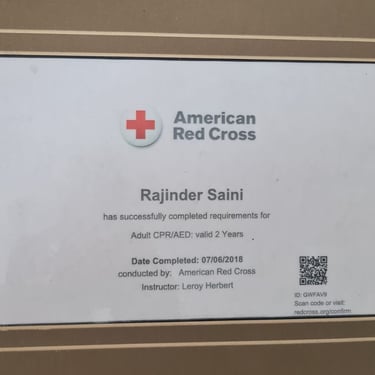 American
Red Cross
Rajinder Saini
has successfully completed requirements for
Adult CPR/AED: valid 2 Years
Date Completed: 07/06/2018
conducted by: American Red Cross
Instructor: Leroy Herbert
ID: GWFAV9
Scan code or visit:
redcross.org/confirm